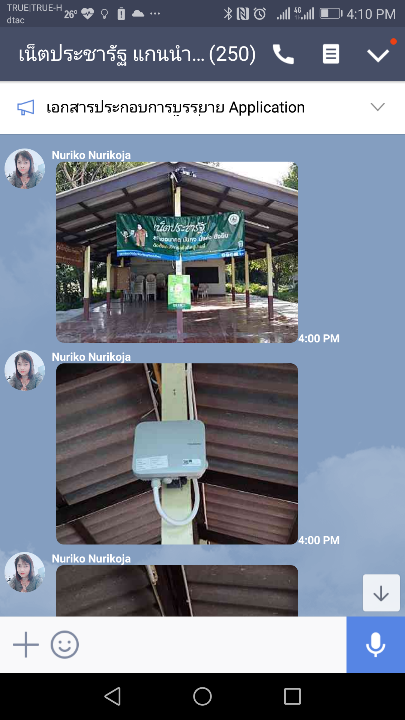 TRUE|TRUE-H
dtac
26°
4G
4:10 PM
เน็ตประชารัฐ แกนนำ... (250)
เอกสารประกอบการบรรยาย Application
Nuriko Nurikoja
เน็ตประชารัฐ
4:00 PM
Nuriko Nurikoja
4:00 PM
Nuriko Nurikoja